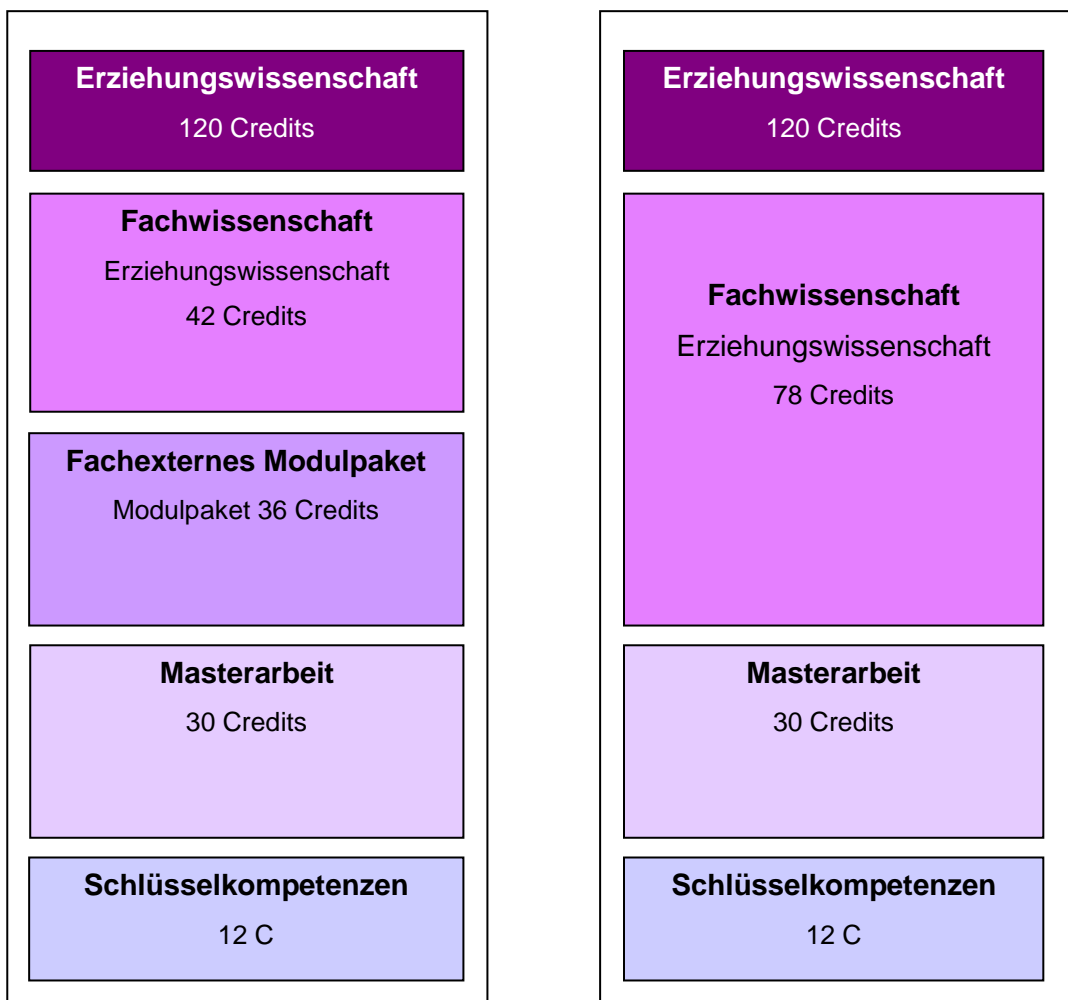 Erziehungswissenschaft
120 Credits
Fachwissenschaft
Erziehungswissenschaft
42 Credits
Fachexternes Modulpaket
Modulpaket 36 Credits
Masterarbeit
30 Credits
Schlüsselkompetenzen
12 C
Erziehungswissenschaft
120 Credits
Fachwissenschaft
Erziehungswissenschaft
78 Credits
Masterarbeit
30 Credits
Schlüsselkompetenzen
12 C